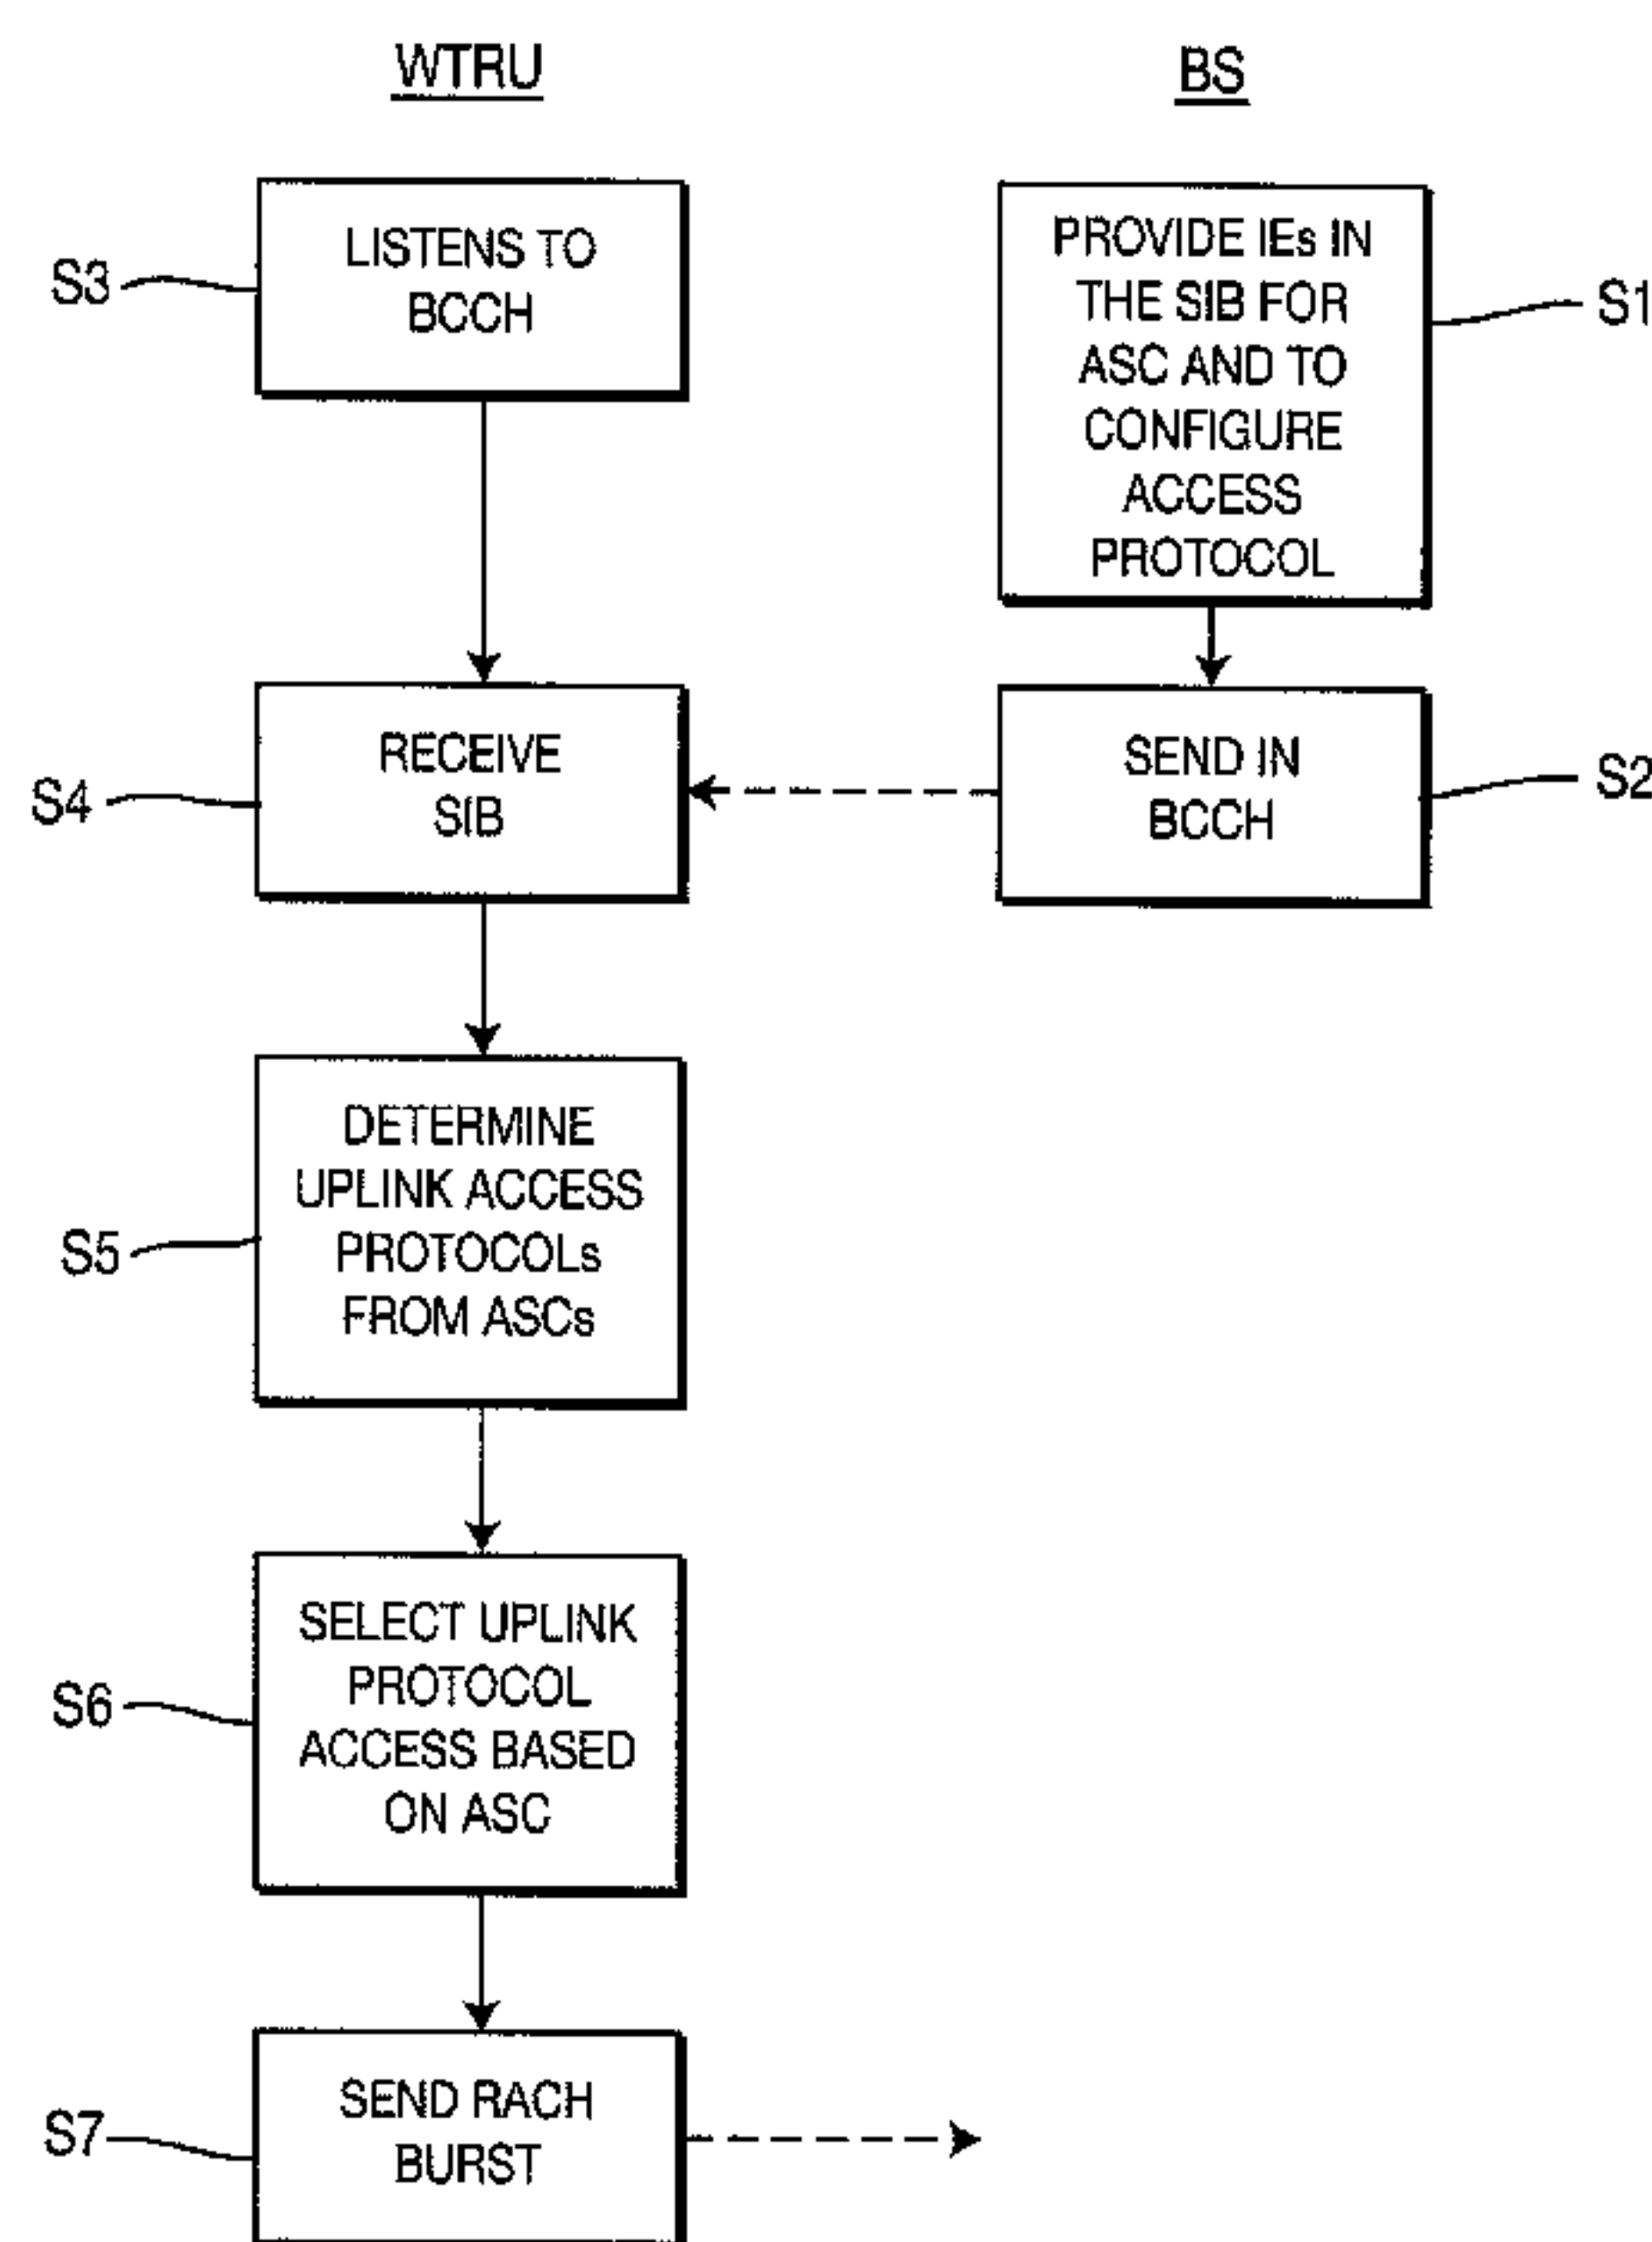 WTRU
BS
S3
LISTENS TO
BCCH
PROVIDE IEs IN
THE SIB FOR
ASC AND TO
CONFIGURE
ACCESS
PROTOCOL
S1
S4
RECEIVE
SIB
SEND IN
BCCH
S2
S5
DETERMINE
UPLINK ACCESS
PROTOCOLs
FROM ASCs
S6
SELECT UPLINK
PROTOCOL
ACCESS BASED
ON ASC
S7
SEND RACH
BURST